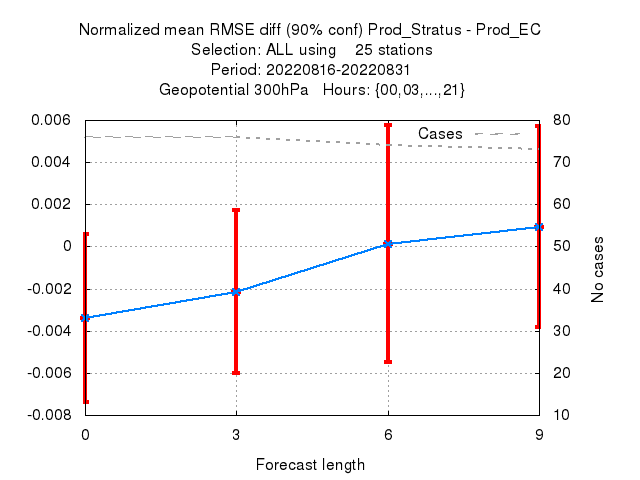 Normalized mean RMSE diff (90% conf) Prod_Stratus - Prod_EC
Selection: ALL using    25 stations
Period: 20220816-20220831
Geopotential 300hPa   Hours: {00,03,...,21}
0.006
0.004
0.002
0
-0.002
-0.004
-0.006
-0.008
Cases
80
70
60
50
40
30
20
10
No cases
0 3 6 9
Forecast length